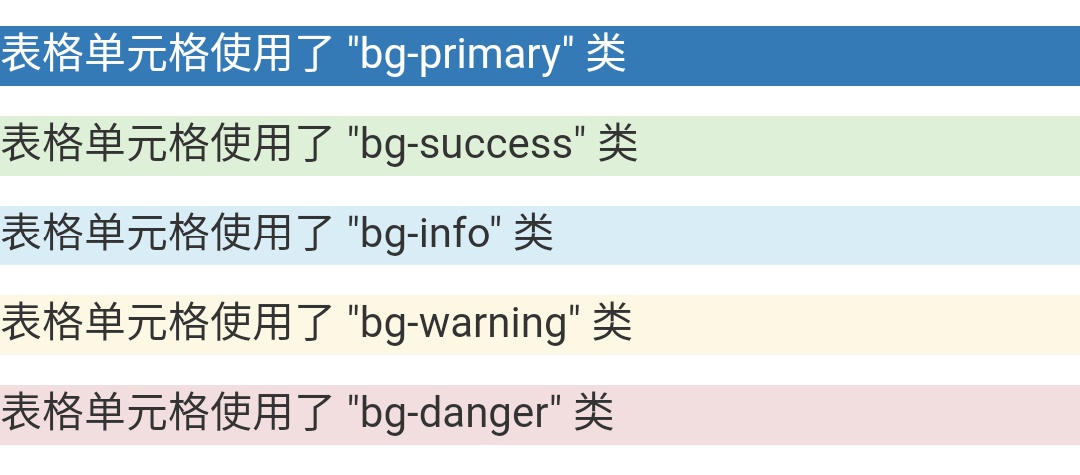 表格单元格使用了 "bg-primary" 类
表格单元格使用了 "bg-success" 类
表格单元格使用了 "bg-info" 类
表格单元格使用了 "bg-warning" 类
表格单元格使用了 "bg-danger" 类